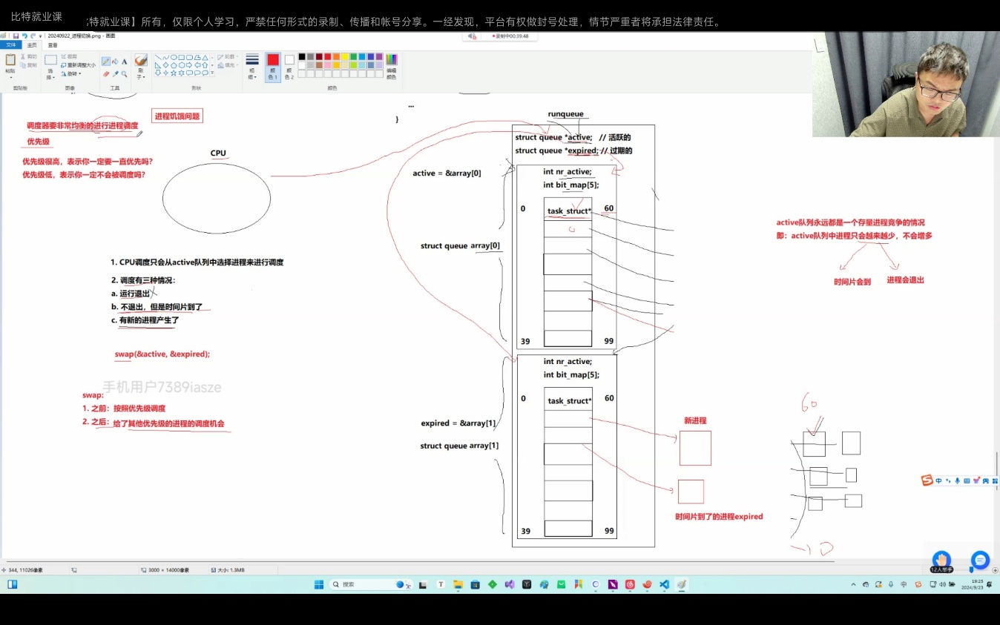 比特就业课
特就业课】所有，仅限个人学习，严禁任何形式的录制、传播和帐号分享。一经发现，平台有权做封号处理，情节严重者将承担法律责任。
20240922_进程切换.png - 画图
录制中00:39:48
文件
主页
查看
粘贴
剪切
复制
选择
裁剪
重新调整大小
旋转
刷子
轮廓
填充
粗细
颜色 1
颜色 2
编辑颜色
剪贴板
图像
工具
形状
颜色
调度器要非常均衡的进行进程调度
进程饥饿问题
优先级
优先级很高，表示你一定要一直优先吗？
优先级低，表示你一定不会被调度吗？
CPU
...
}
runqueue
struct queue *active; // 活跃的
struct queue *expired; // 过期的
active = &array[0]
int nr_active;
int bit_map[5];
0
task_struct*
60
struct queue array[0]
39
99
1. CPU调度只会从active队列中选择进程来进行调度
2. 调度有三种情况：
a. 运行退出
b. 不退出，但是时间片到了
c. 有新的进程产生了
swap(&active, &expired);
手机用户7389iasze
swap:
1. 之前：按照优先级调度
2. 之后：给了其他优先级的进程的调度机会
int nr_active;
int bit_map[5];
0
task_struct*
60
expired = &array[1]
struct queue array[1]
39
99
active队列永远都是一个存量进程竞争的情况
即：active队列中进程只会越来越少，不会增多
时间片会到
进程会退出
新进程
时间片到了的进程expired
60
344, 11026像素
3000 × 14000像素
大小: 1.3MB
12人举手
搜索
中
19:25
2024/9/23